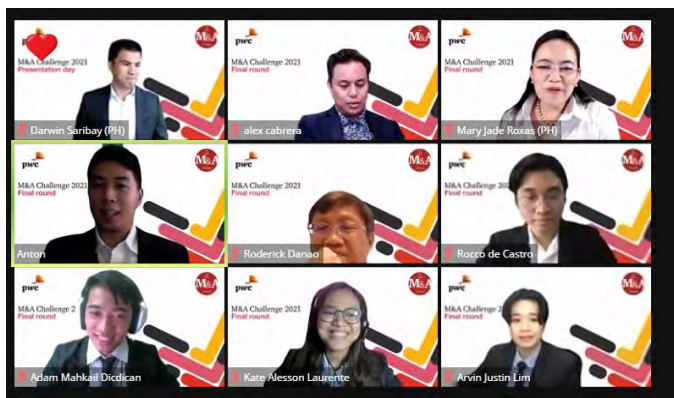 pwc
M&A
M&A Challenge 2021
Presentation day
Darwin Saribay (PH)
pwc
M&A
M&A Challenge 2021
Final round
alex cabrera
pwc
M&A
M&A Challenge 2021
Final round
Mary Jade Roxas (PH)
pwc
M&A
M&A Challenge 2021
Final round
Anton
pwc
M&A
M&A Challenge 2021
Final round
Roderick Danao
pwc
M&A
M&A Challenge 202
Final round
Rocco de Castro
pwc
M&A
M&A Challenge 2
Final round
Adam Mahkail Dicdican
pwc
M&A
M&A Challenge 2021
Final round
Kate Alesson Laurente
pwc
M&A
M&A Challenge 2
Final round
Arvin Justin Lim